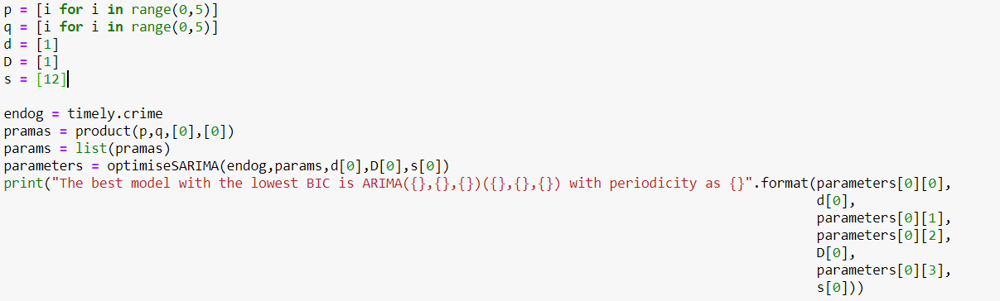 p = [i for i in range(0,5)]
q = [i for i in range(0,5)]
d = [1]
D = [1]
s = [12]
endog = timely.crime
pramas = product(p,q,[0],[0])
params = list(pramas)
parameters = optimiseSARIMA(endog,params,d[0],D[0],s[0])
print("The best model with the lowest BIC is ARIMA({},{},{})({},{},{}) with periodicity as {}".format(parameters[0][0],
d[0],
parameters[0][1],
parameters[0][2],
D[0],
parameters[0][3],
s[0]))